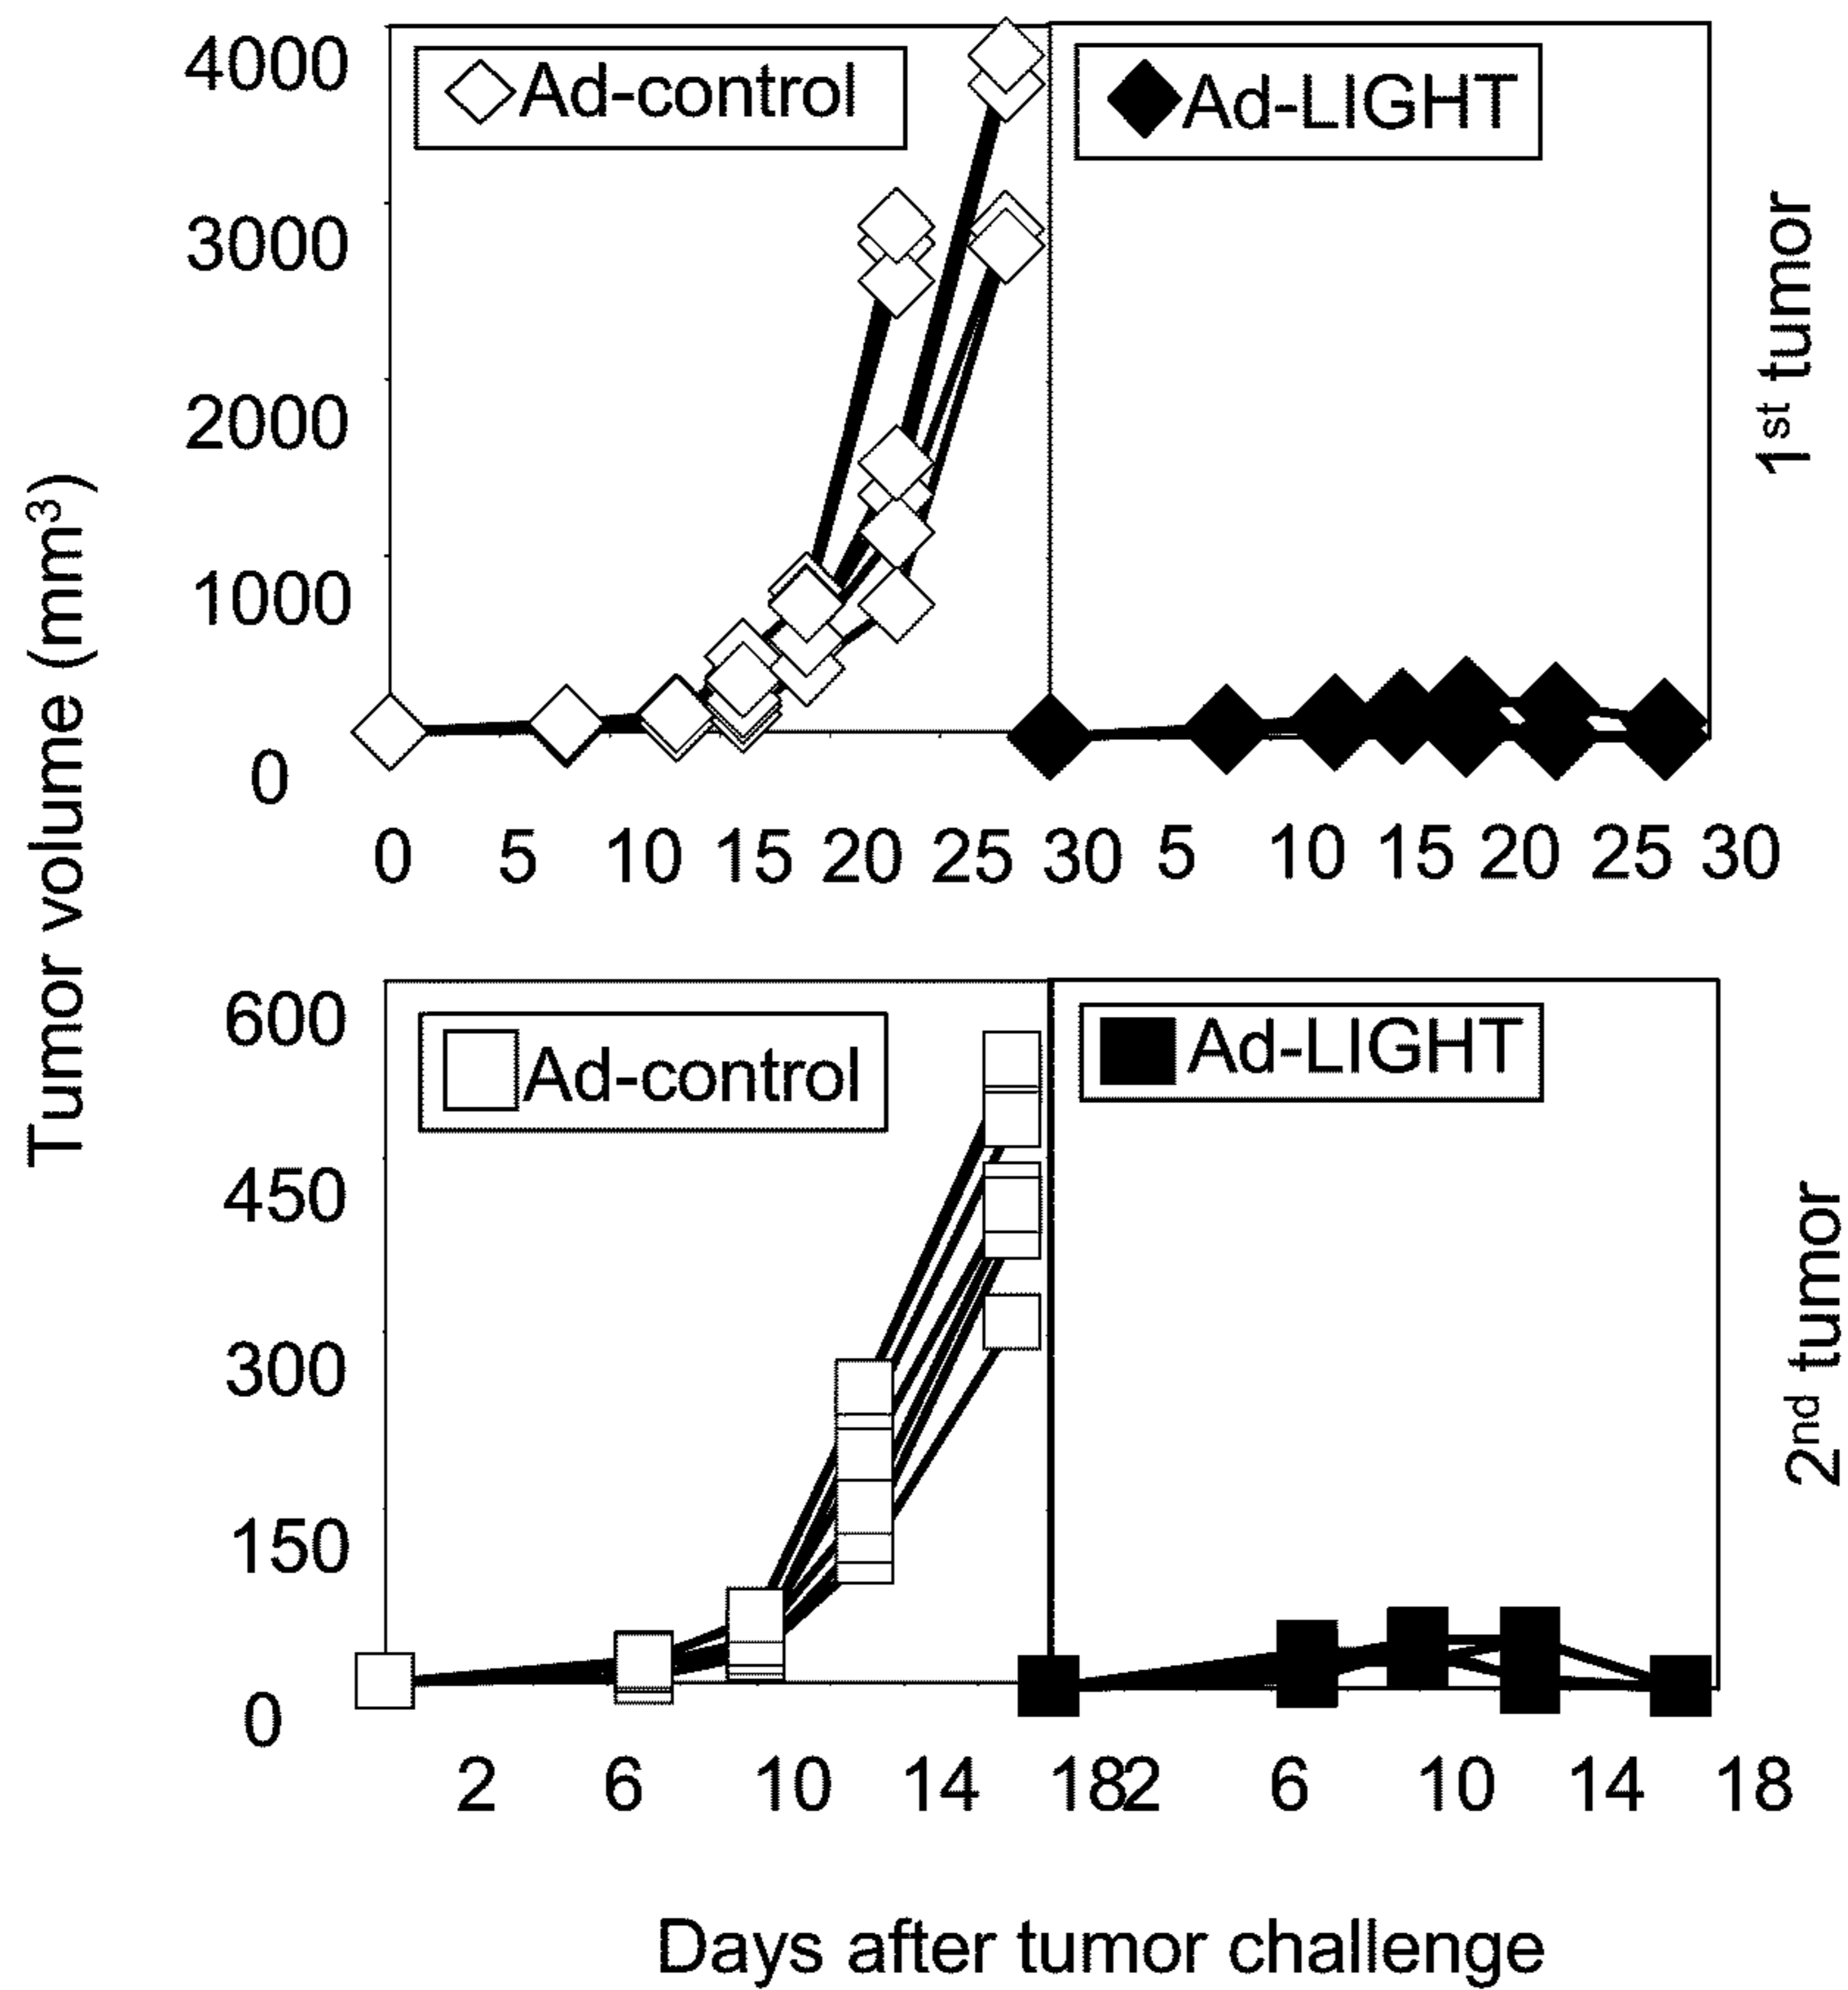 Tumor volume (mm³)
4000
3000
2000
1000
0
Ad-control
Ad-LIGHT
1st tumor
0 5 10 15 20 25 30 5 10 15 20 25 30
600
450
300
150
0
Ad-control
Ad-LIGHT
2nd tumor
2 6 10 14 182 6 10 14 18
Days after tumor challenge